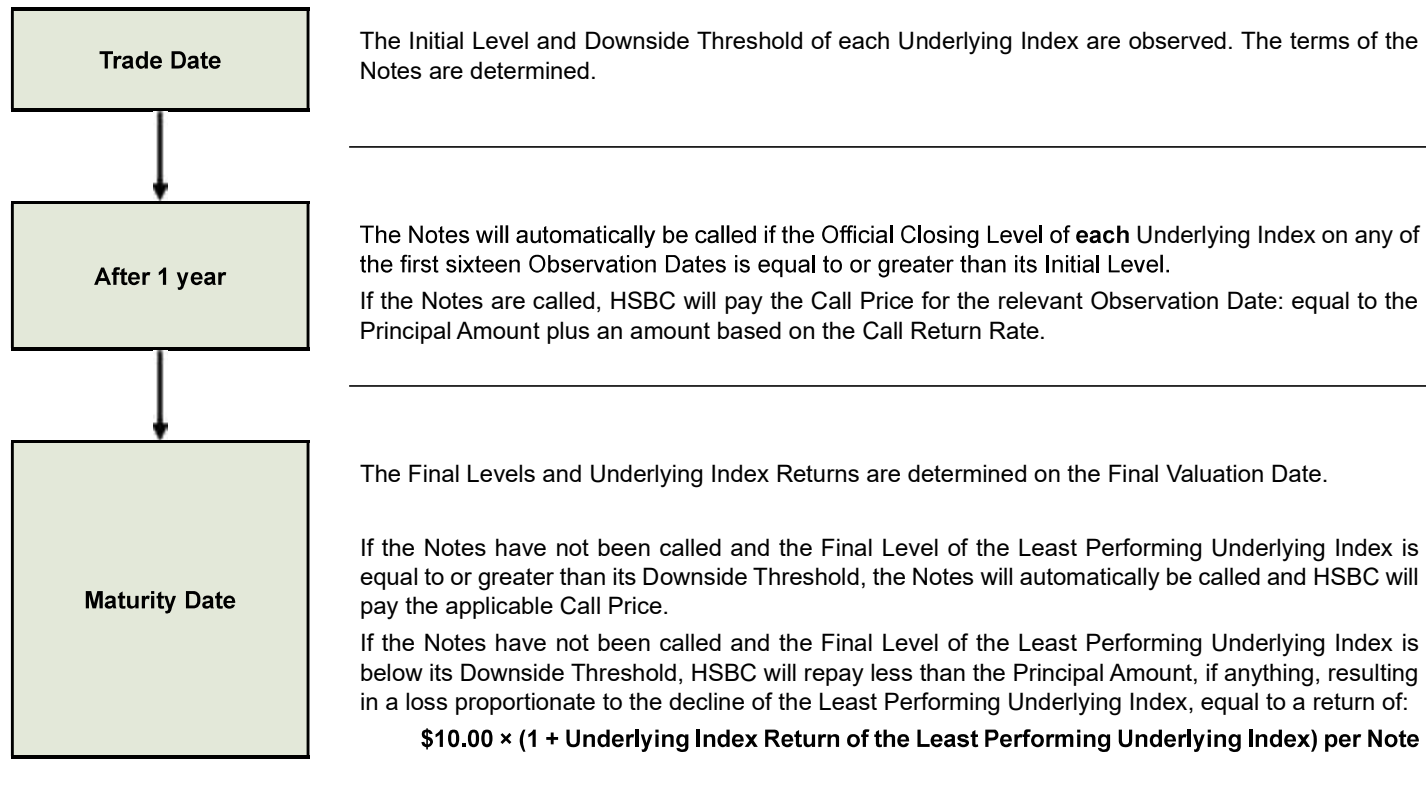 Trade Date
The Initial Level and Downside Threshold of each Underlying Index are observed. The terms of the
Notes are determined.
After 1 year
The Notes will automatically be called if the Official Closing Level of each Underlying Index on any of
the first sixteen Observation Dates is equal to or greater than its Initial Level.
If the Notes are called, HSBC will pay the Call Price for the relevant Observation Date: equal to the
Principal Amount plus an amount based on the Call Return Rate.
Maturity Date
The Final Levels and Underlying Index Returns are determined on the Final Valuation Date.
If the Notes have not been called and the Final Level of the Least Performing Underlying Index is
equal to or greater than its Downside Threshold, the Notes will automatically be called and HSBC will
pay the applicable Call Price.
If the Notes have not been called and the Final Level of the Least Performing Underlying Index is
below its Downside Threshold, HSBC will repay less than the Principal Amount, if anything, resulting
in a loss proportionate to the decline of the Least Performing Underlying Index, equal to a return of:
$10.00 × (1 + Underlying Index Return of the Least Performing Underlying Index) per Note